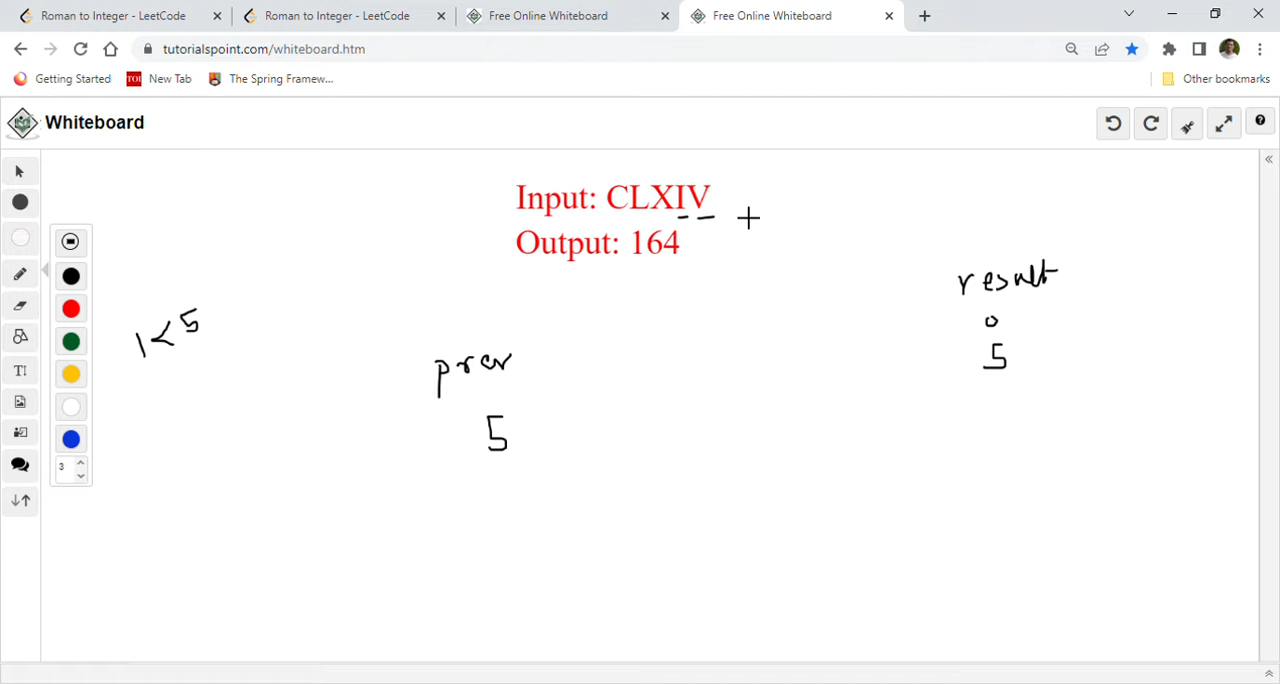 Roman to Integer - LeetCode
Roman to Integer - LeetCode
Free Online Whiteboard
Free Online Whiteboard
tutorialspoint.com/whiteboard.htm
Getting Started
TOI New Tab
The Spring Framew...
Other bookmarks
Whiteboard
Input: CLXIV
Output: 164
result
0
5
1 < 5
prev
5
3